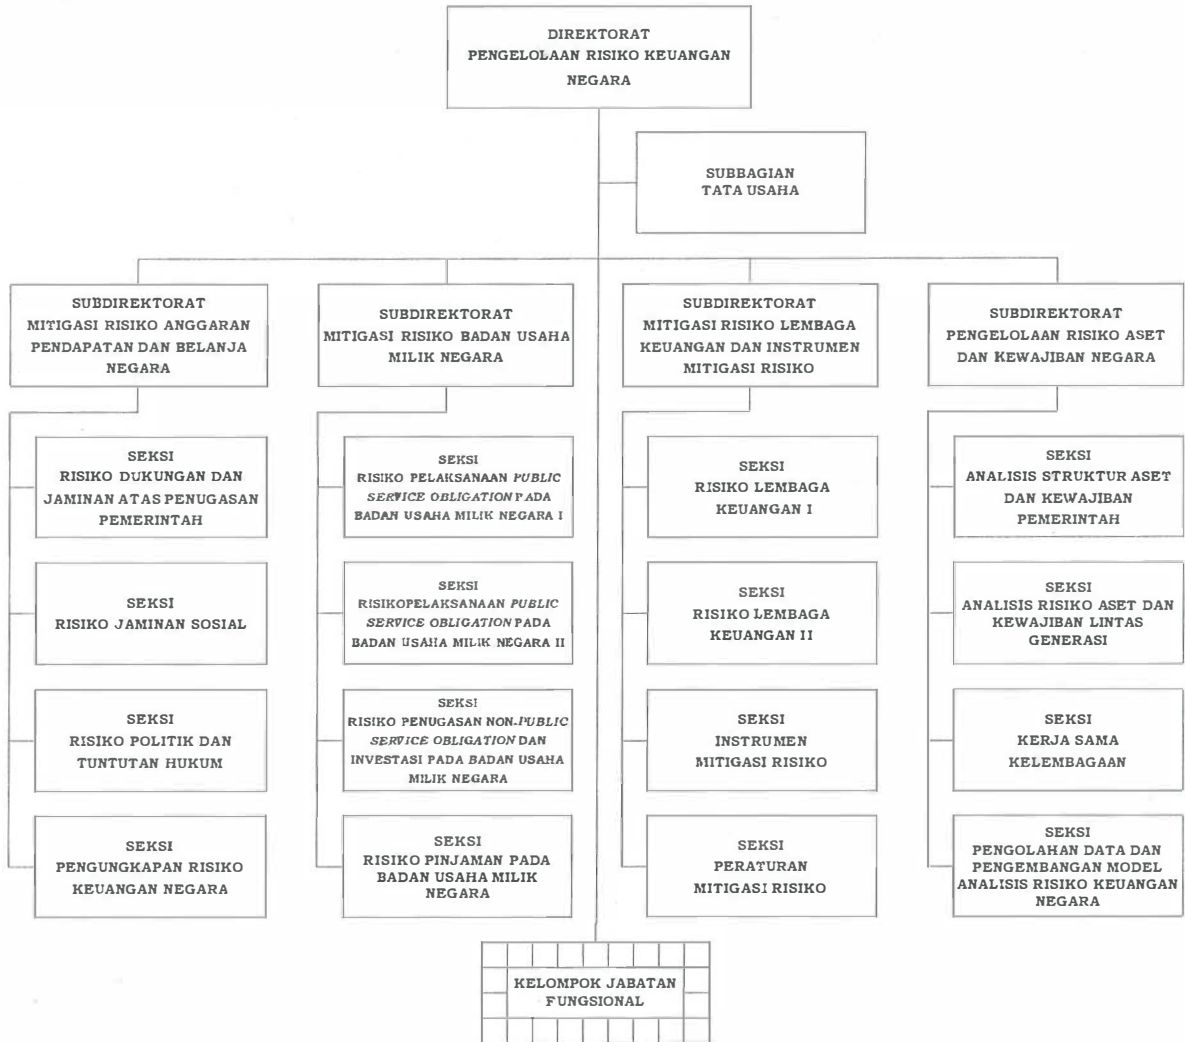 DIREKTORAT
PENGELOLAAN RISIKO KEUANGAN
NEGARA
SUBBAGIAN
TATA USAHA
SUBDIREKTORAT
MITIGASI RISIKO ANGGARAN
PENDAPATAN DAN BELANJA
NEGARA
SUBDIREKTORAT
MITIGASI RISIKO BADAN USAHA
MILIK NEGARA
SUBDIREKTORAT
MITIGASI RISIKO LEMBAGA
KEUANGAN DAN INSTRUMEN
MITIGASI RISIKO
SUBDIREKTORAT
PENGELOLAAN RISIKO ASET
DAN KEWAJIBAN NEGARA
SEKSI
RISIKO DUKUNGAN DAN
JAMINAN ATAS PENUGASAN
PEMERINTAH
SEKSI
RISIKO PELAKSANAAN PUBLIC
SERVICE OBLIGATION PADA
BADAN USAHA MILIK NEGARA I
SEKSI
RISIKO LEMBAGA
KEUANGAN I
SEKSI
ANALISIS STRUKTUR ASET
DAN KEWAJIBAN
PEMERINTAH
SEKSI
RISIKO JAMINAN SOSIAL
SEKSI
RISIKOPELAKSANAAN PUBLIC
SERVICE OBLIGATION PADA
BADAN USAHA MILIK NEGARA II
SEKSI
RISIKO LEMBAGA
KEUANGAN II
SEKSI
ANALISIS RISIKO ASET DAN
KEWAJIBAN LINTAS
GENERASI
SEKSI
RISIKO POLITIK DAN
TUNTUTAN HUKUM
SEKSI
RISIKO PENUGASAN NON-PUBLIC
SERVICE OBLIGATION DAN
INVESTASI PADA BADAN USAHA
MILIK NEGARA
SEKSI
INSTRUMEN
MITIGASI RISIKO
SEKSI
KERJA SAMA
KELEMBAGAAN
SEKSI
PENGUNGKAPAN RISIKO
KEUANGAN NEGARA
SEKSI
RISIKO PINJAMAN PADA
BADAN USAHA MILIK
NEGARA
SEKSI
PERATURAN
MITIGASI RISIKO
SEKSI
PENGOLAHAN DATA DAN
PENGEMBANGAN MODEL
ANALISIS RISIKO KEUANGAN
NEGARA
KELOMPOK JABATAN
FUNGSIONAL